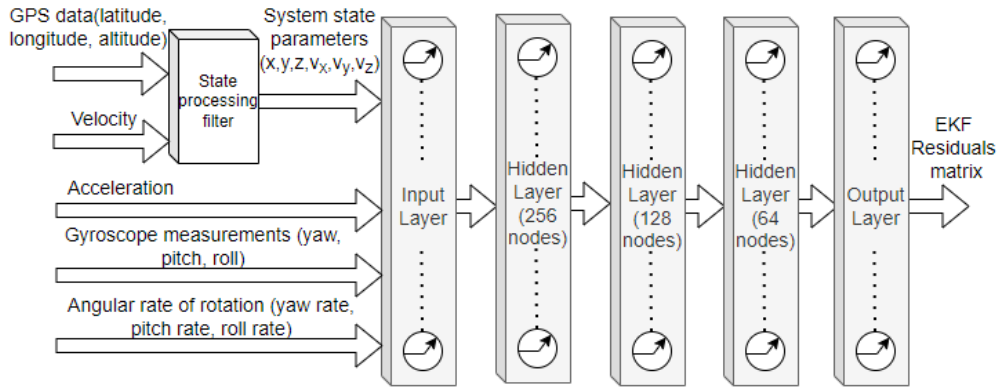 GPS data(latitude,
longitude, altitude)
Velocity
State
processing
filter
System state
parameters
(x,y,z,vx,vy,vz)
Acceleration
Gyroscope measurements (yaw,
pitch, roll)
Angular rate of rotation (yaw rate,
pitch rate, roll rate)
Input
Layer
Hidden
Layer
(256
nodes)
Hidden
Layer
(128
nodes)
Hidden
Layer
(64
nodes)
Output
Layer
EKF
Residuals
matrix